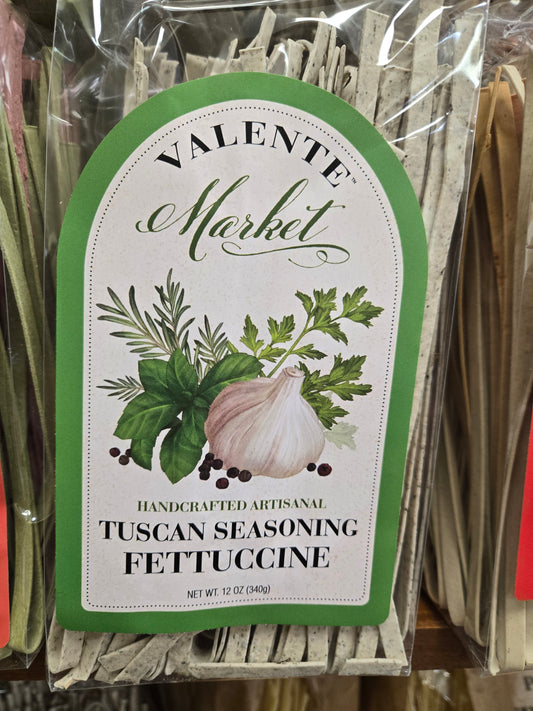 VALENTE™
Market
HANDCRAFTED ARTISANAL
TUSCAN SEASONING
FETTUCCINE
NET WT. 12 OZ (340g)